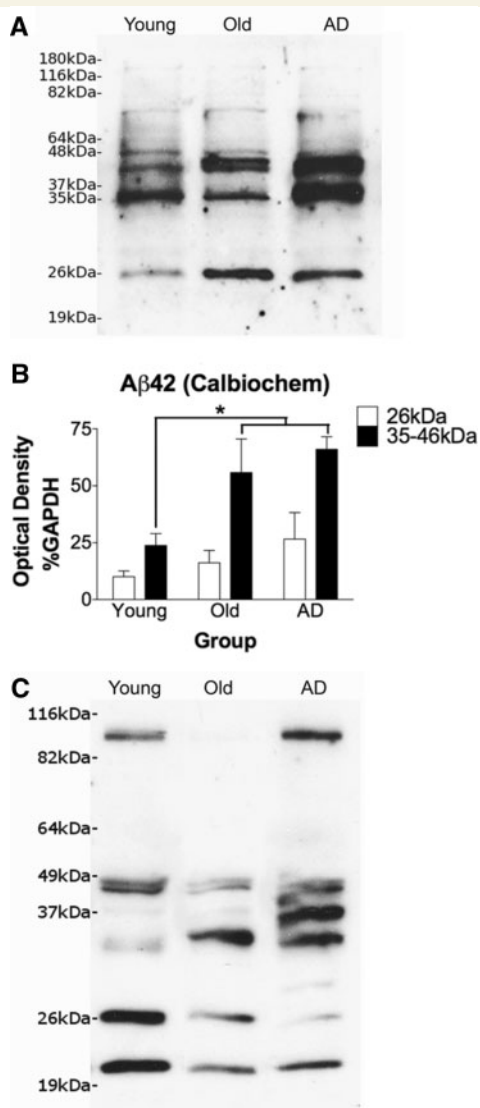 A
Young Old AD
180kDa-
116kDa-
82kDa-
64kDa-
48kDa-
37kDa-
35kDa-
26kDa-
19kDa-
B
Aβ42 (Calbiochem)
*
26kDa
35-46kDa
Optical Density
%GAPDH
75
50
25
0
Young Old AD
Group
C
Young Old AD
116kDa-
82kDa-
64kDa-
49kDa-
37kDa-
26kDa-
19kDa-